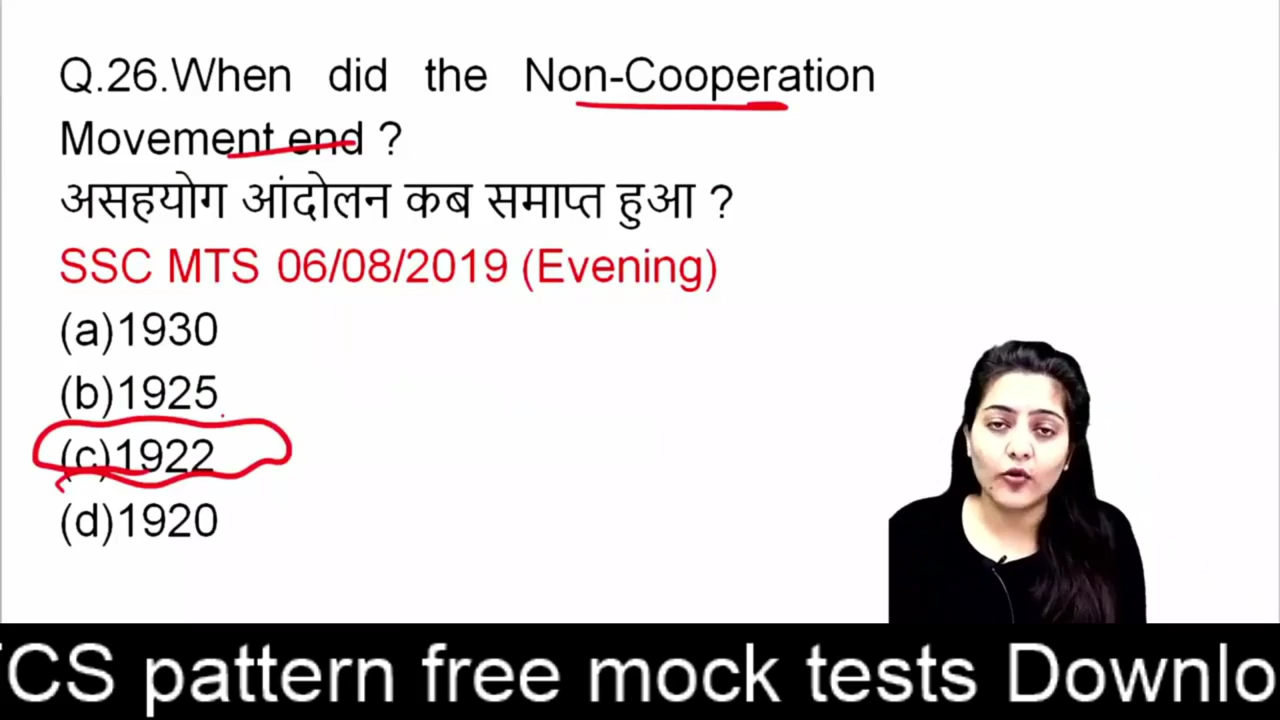 Q.26.When did the Non-Cooperation
Movement end ?
असहयोग आंदोलन कब समाप्त हुआ ?
SSC MTS 06/08/2019 (Evening)
(a)1930
(b)1925
(c)1922
(d)1920
TCS pattern free mock tests Downlo